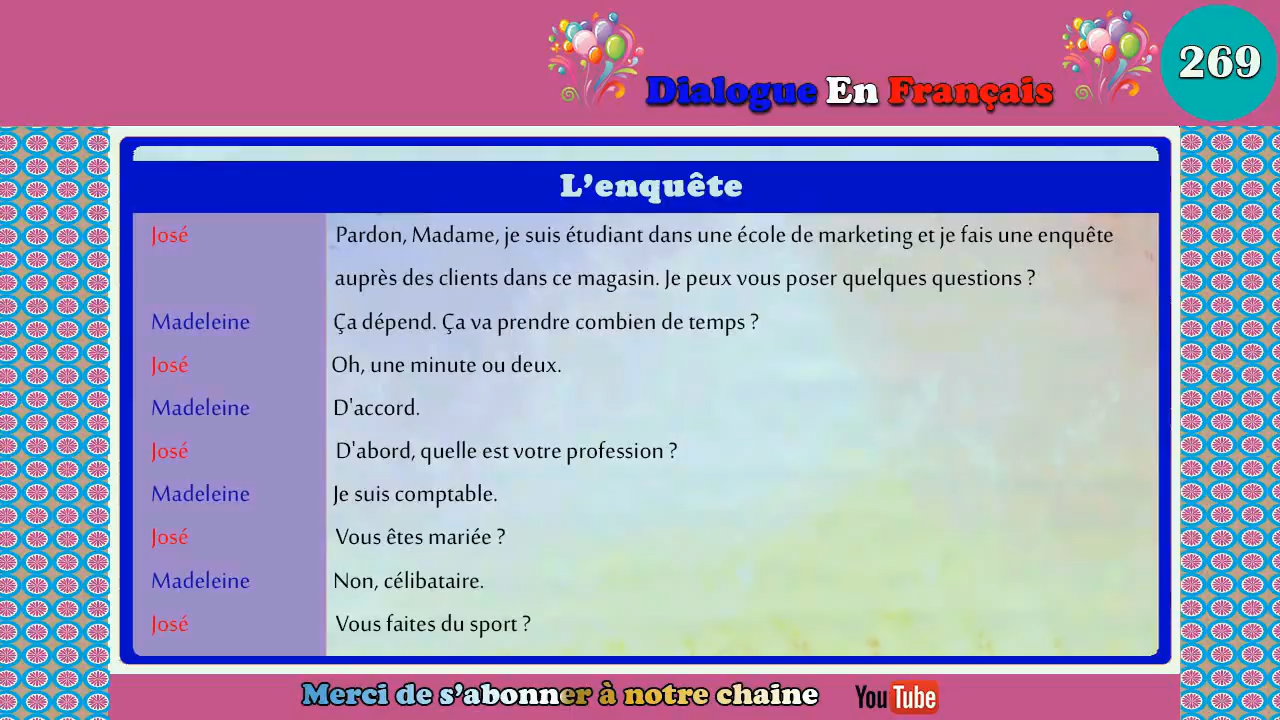 Dialogue En Français
269
L'enquête
José Pardon, Madame, je suis étudiant dans une école de marketing et je fais une enquête
auprès des clients dans ce magasin. Je peux vous poser quelques questions ?
Madeleine Ça dépend. Ça va prendre combien de temps ?
José Oh, une minute ou deux.
Madeleine D'accord.
José D'abord, quelle est votre profession ?
Madeleine Je suis comptable.
José Vous êtes mariée ?
Madeleine Non, célibataire.
José Vous faites du sport ?
Merci de s'abonner à notre chaine YouTube